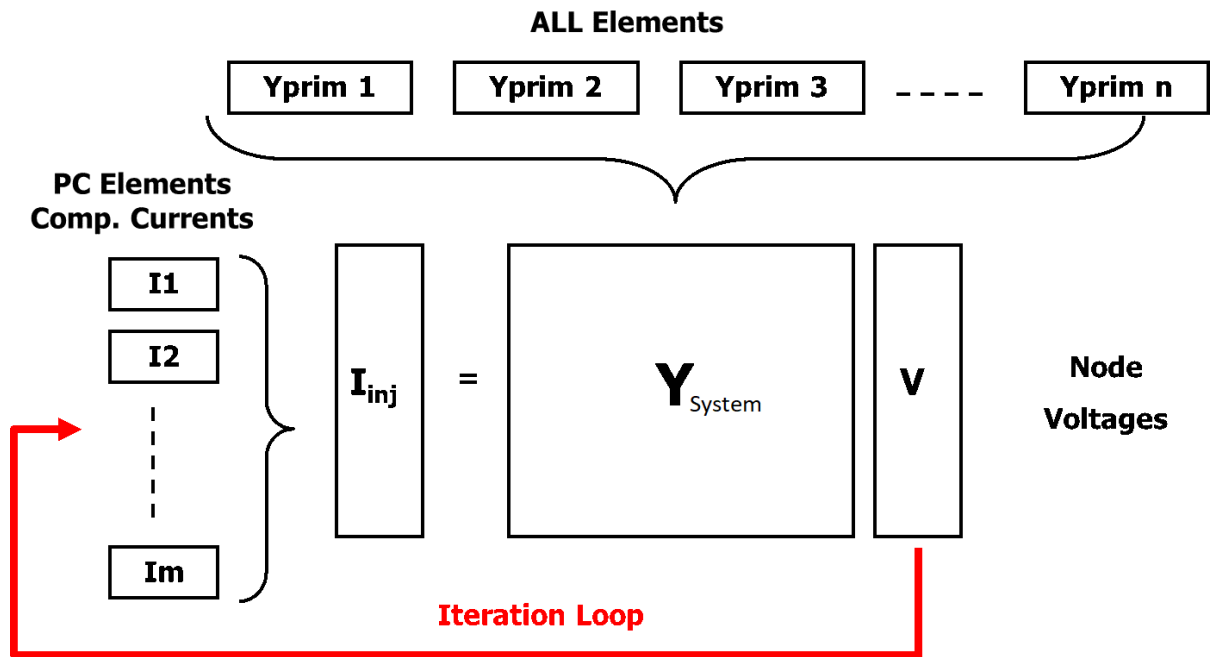 ALL Elements
Yprim 1
Yprim 2
Yprim 3
Yprim n
PC Elements
Comp. Currents
I1
I2
Im
Iinj
=
YSystem
V
Node
Voltages
Iteration Loop